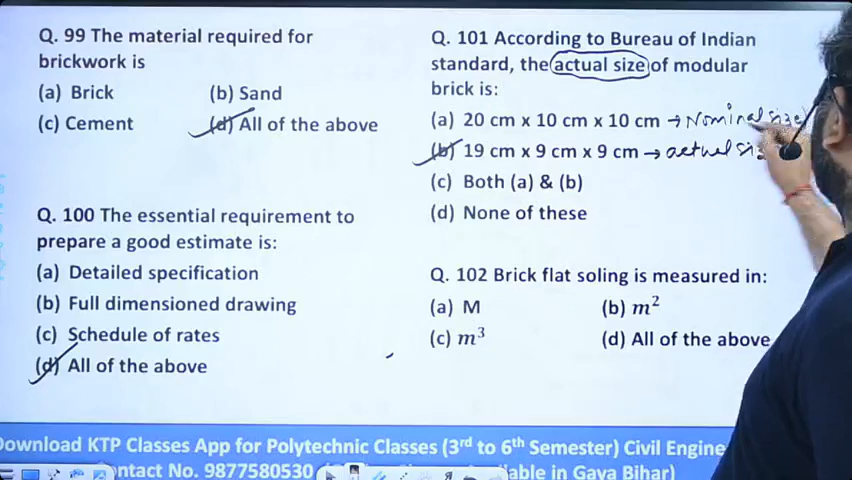 Q. 99 The material required for
brickwork is
(a) Brick (b) Sand
(c) Cement (d) All of the above
Q. 100 The essential requirement to
prepare a good estimate is:
(a) Detailed specification
(b) Full dimensioned drawing
(c) Schedule of rates
(d) All of the above
Q. 101 According to Bureau of Indian
standard, the actual size of modular
brick is:
(a) 20 cm x 10 cm x 10 cm → Nominal size
(b) 19 cm x 9 cm x 9 cm → actual
(c) Both (a) & (b)
(d) None of these
Q. 102 Brick flat soling is measured in:
(a) M (b) m²
(c) m³ (d) All of the above
Download KTP Classes App for Polytechnic Classes (3rd to 6th Semester) Civil Engine
ontact No. 9877580530 able in Gaya Bihar)